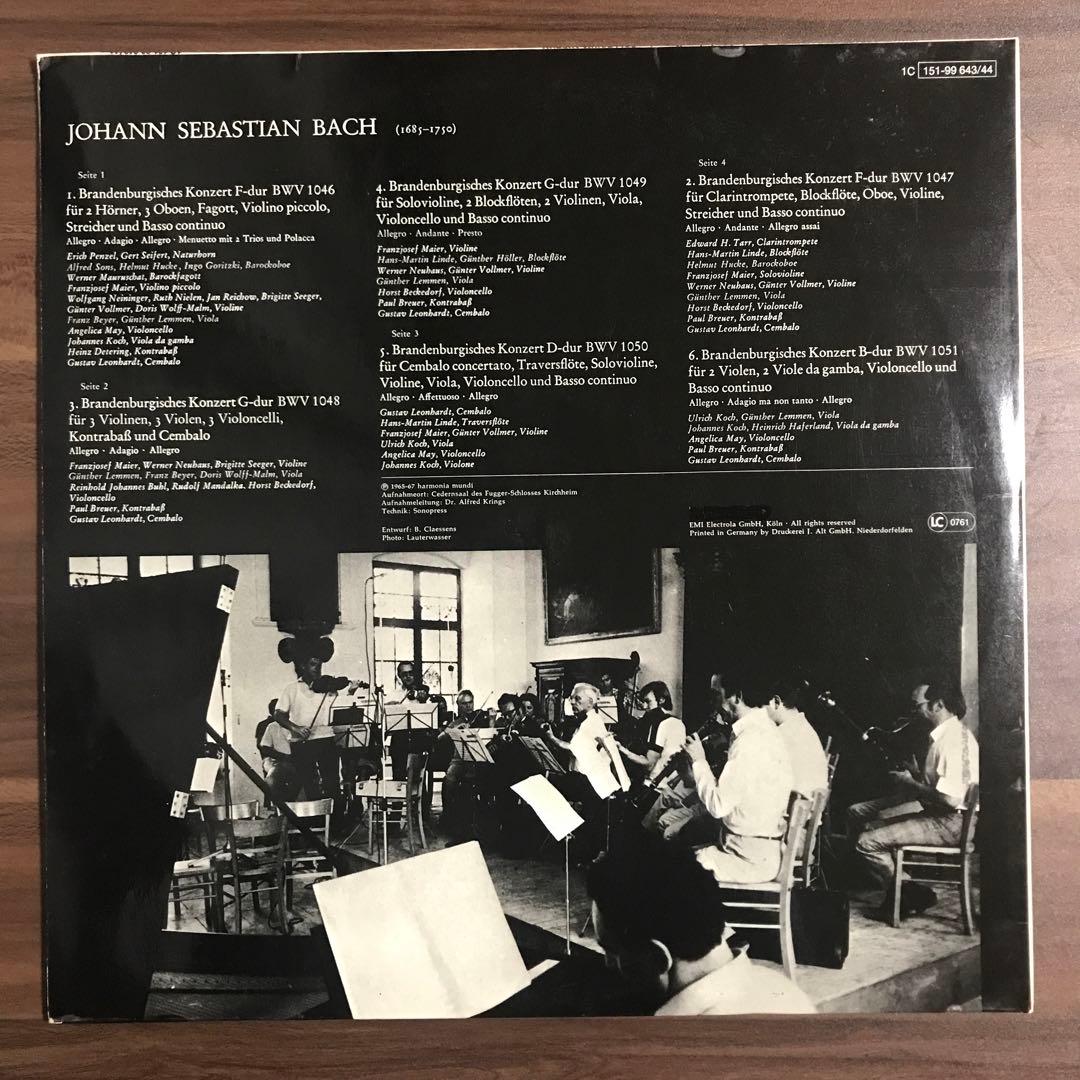 1C 151-99 643/44
JOHANN SEBASTIAN BACH (1685–1750)
Seite 1
1. Brandenburgisches Konzert F-dur BWV 1046
für 2 Hörner, 3 Oboen, Fagott, Violino piccolo,
Streicher und Basso continuo
Allegro · Adagio · Allegro · Menuetto mit 2 Trios und Polacca
Erich Penzel, Gert Seifert, Naturhorn
Alfred Sons, Helmut Hucke, Ingo Goritzki, Barockoboe
Werner Mauruschat, Barockfagott
Franzjosef Maier, Violino piccolo
Wolfgang Neininger, Ruth Nielen, Jan Reichow, Brigitte Seeger,
Günter Vollmer, Doris Wolff-Malm, Violine
Franz Beyer, Günther Lemmen, Viola
Angelica May, Violoncello
Johannes Koch, Viola da gamba
Heinz Detering, Kontrabaß
Gustav Leonhardt, Cembalo
Seite 2
3. Brandenburgisches Konzert G-dur BWV 1048
für 3 Violinen, 3 Violen, 3 Violoncelli,
Kontrabaß und Cembalo
Allegro · Adagio · Allegro
Franzjosef Maier, Werner Neuhaus, Brigitte Seeger, Violine
Günther Lemmen, Franz Beyer, Doris Wolff-Malm, Viola
Reinhold Johannes Buhl, Rudolf Mandalka, Horst Beckedorf,
Violoncello
Paul Breuer, Kontrabaß
Gustav Leonhardt, Cembalo
4. Brandenburgisches Konzert G-dur BWV 1049
für Solovioline, 2 Blockflöten, 2 Violinen, Viola,
Violoncello und Basso continuo
Allegro · Andante · Presto
Franzjosef Maier, Violine
Hans-Martin Linde, Günther Höller, Blockflöte
Werner Neuhaus, Günter Vollmer, Violine
Günther Lemmen, Viola
Horst Beckedorf, Violoncello
Paul Breuer, Kontrabaß
Gustav Leonhardt, Cembalo
Seite 3
5. Brandenburgisches Konzert D-dur BWV 1050
für Cembalo concertato, Traversflöte, Solovioline,
Violine, Viola, Violoncello und Basso continuo
Allegro · Affettuoso · Allegro
Gustav Leonhardt, Cembalo
Hans-Martin Linde, Traversflöte
Franzjosef Maier, Günter Vollmer, Violine
Ulrich Koch, Viola
Angelica May, Violoncello
Johannes Koch, Violone
Ⓟ 1965-67 harmonia mundi
Aufnahmeort: Cedernsaal des Fugger-Schlosses Kirchheim
Aufnahmeleitung: Dr. Alfred Krings
Technik: Sonopress
Entwurf: B. Claessens
Photo: Lauterwasser
Seite 4
2. Brandenburgisches Konzert F-dur BWV 1047
für Clarintrompete, Blockflöte, Oboe, Violine,
Streicher und Basso continuo
Allegro · Andante · Allegro assai
Edward H. Tarr, Clarintrompete
Hans-Martin Linde, Blockflöte
Helmut Hucke, Barockoboe
Franzjosef Maier, Solovioline
Werner Neuhaus, Günter Vollmer, Violine
Günther Lemmen, Viola
Horst Beckedorf, Violoncello
Paul Breuer, Kontrabaß
Gustav Leonhardt, Cembalo
6. Brandenburgisches Konzert B-dur BWV 1051
für 2 Violen, 2 Viole da gamba, Violoncello und
Basso continuo
Allegro · Adagio ma non tanto · Allegro
Ulrich Koch, Günther Lemmen, Viola
Johannes Koch, Heinrich Haferland, Viola da gamba
Angelica May, Violoncello
Paul Breuer, Kontrabaß
Gustav Leonhardt, Cembalo
EMI Electrola GmbH, Köln · All rights reserved
Printed in Germany by Druckerei J. Alt GmbH. Niederdorfelden
LC 0761